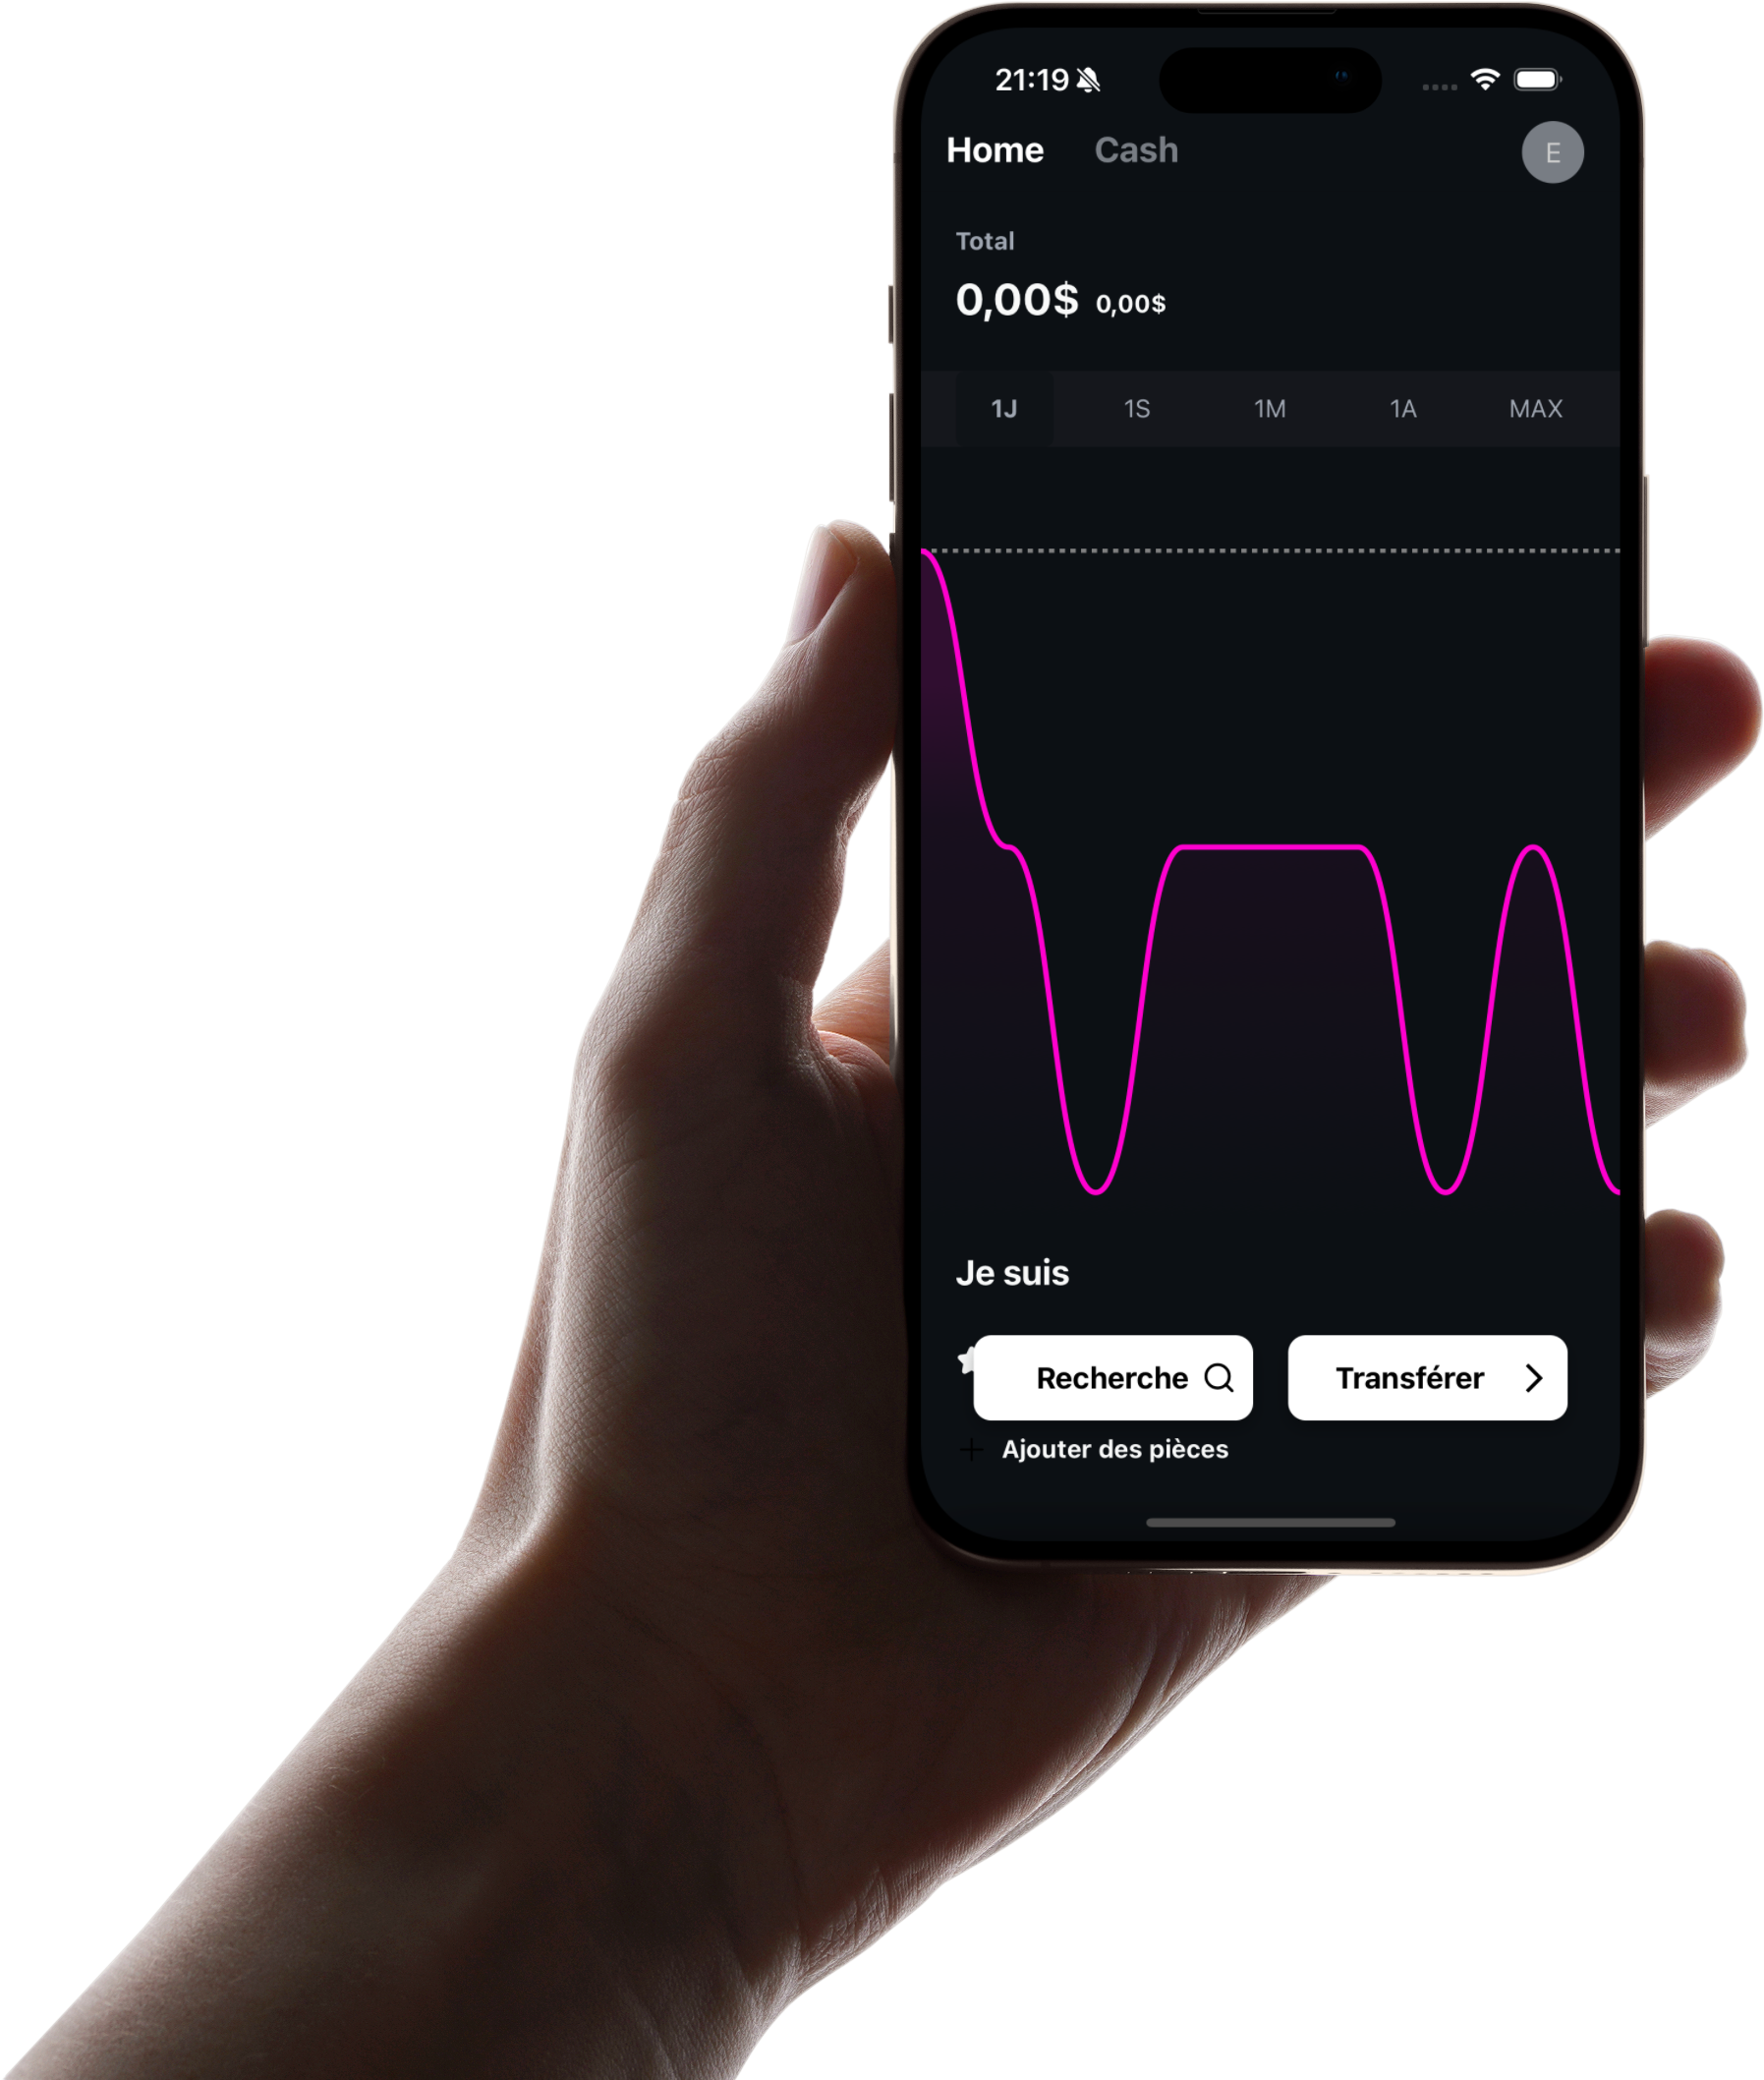 21:19
Home Cash E
Total
0,00$ 0,00$
1J 1S 1M 1A MAX
Je suis
Recherche Transférer
Ajouter des pièces